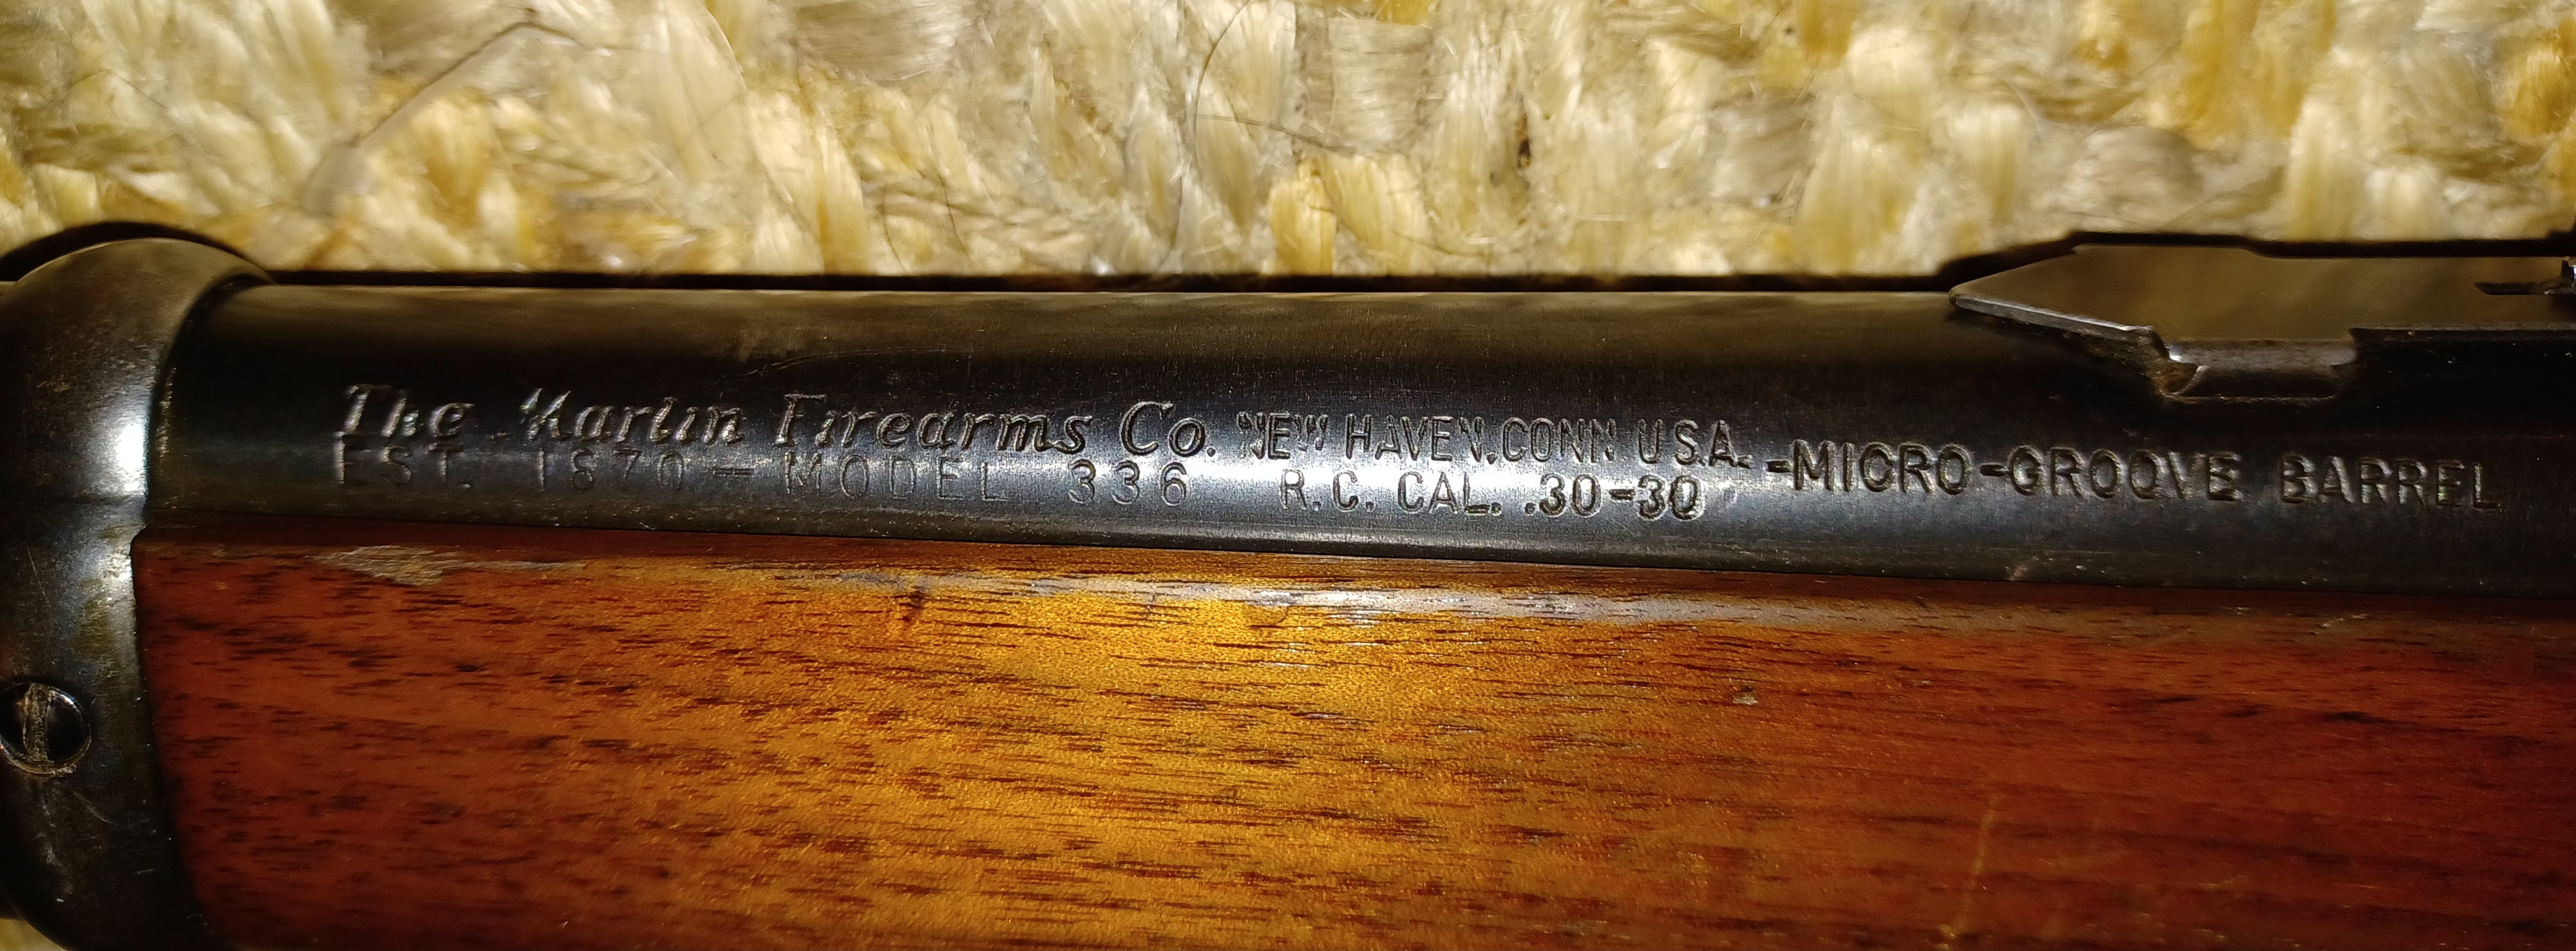 The Marlin Firearms Co. NEW HAVEN, CONN U.S.A. -MICRO-GROOVE BARREL
EST. 1870 - MODEL 336 R.C. CAL. .30-30